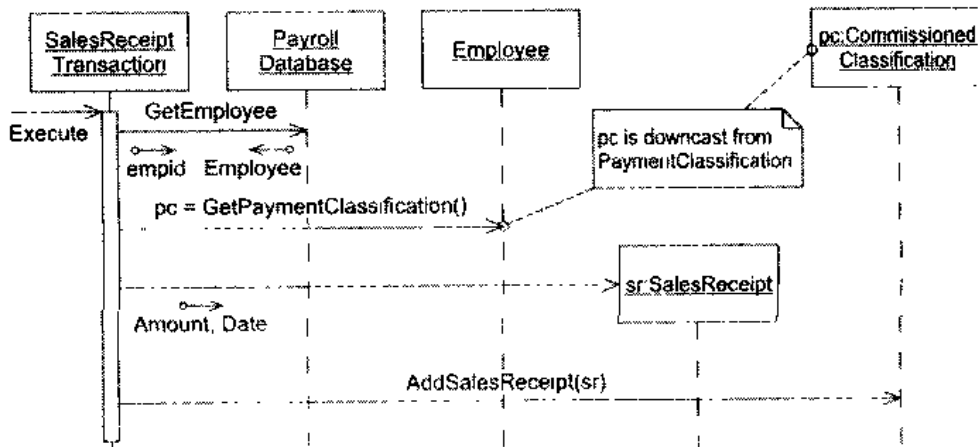 SalesReceipt
Transaction
Payroll
Database
Employee
pc:Commissioned
Classification
Execute
GetEmployee
empid
Employee
pc is downcast from
PaymentClassification
pc = GetPaymentClassification()
sr:SalesReceipt
Amount, Date
AddSalesReceipt(sr)